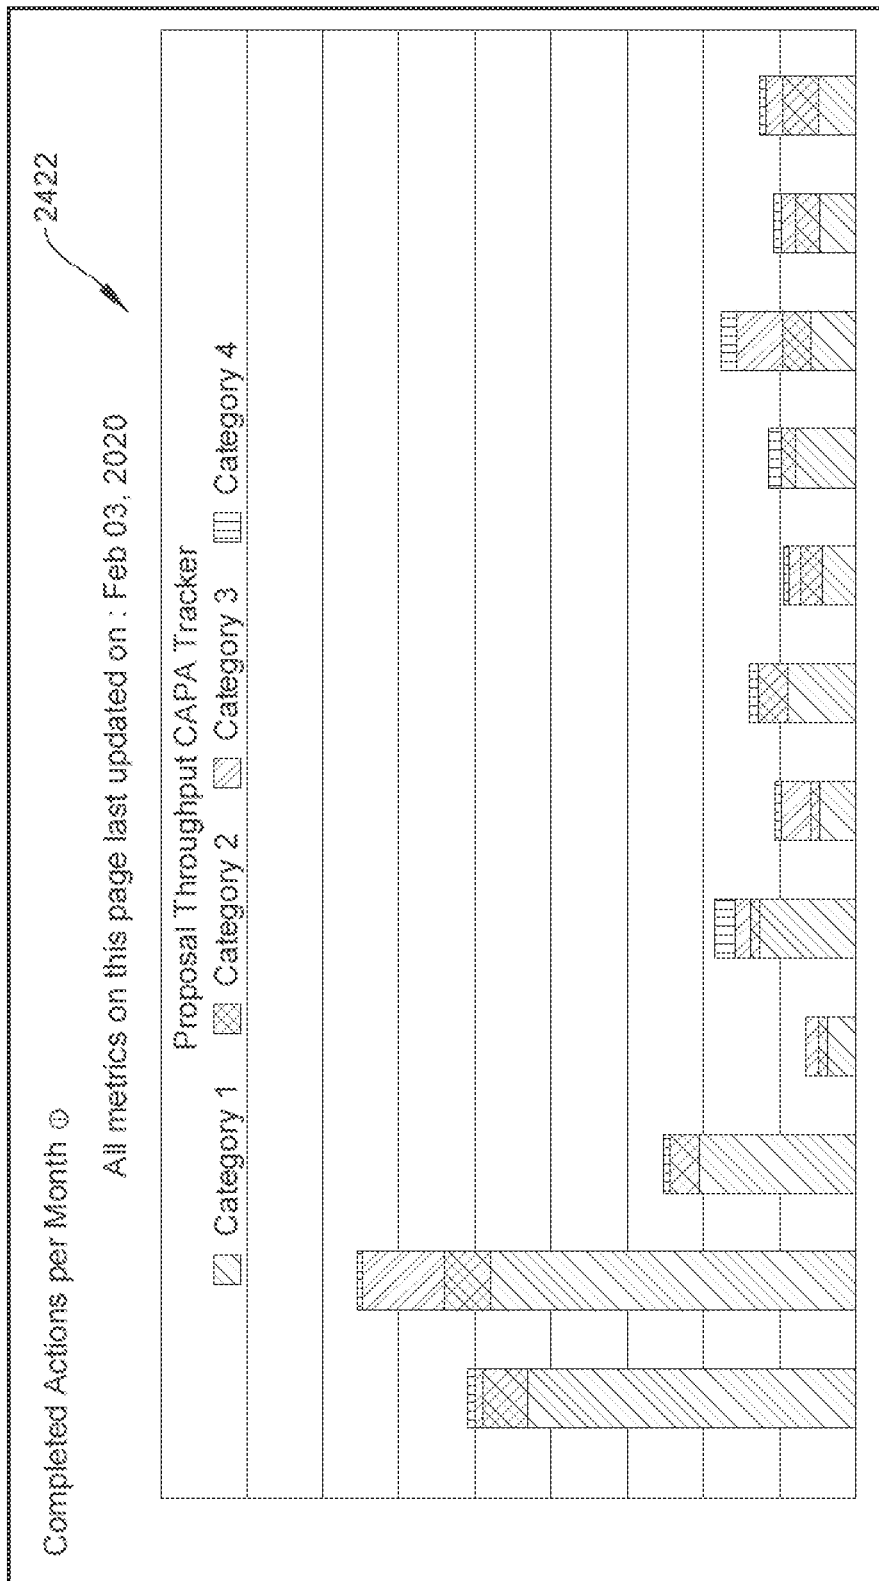 Completed Actions per Month
All metrics on this page last updated on : Feb 03, 2020
2422
Proposal Throughput CAPA Tracker
Category 1 Category 2 Category 3 Category 4